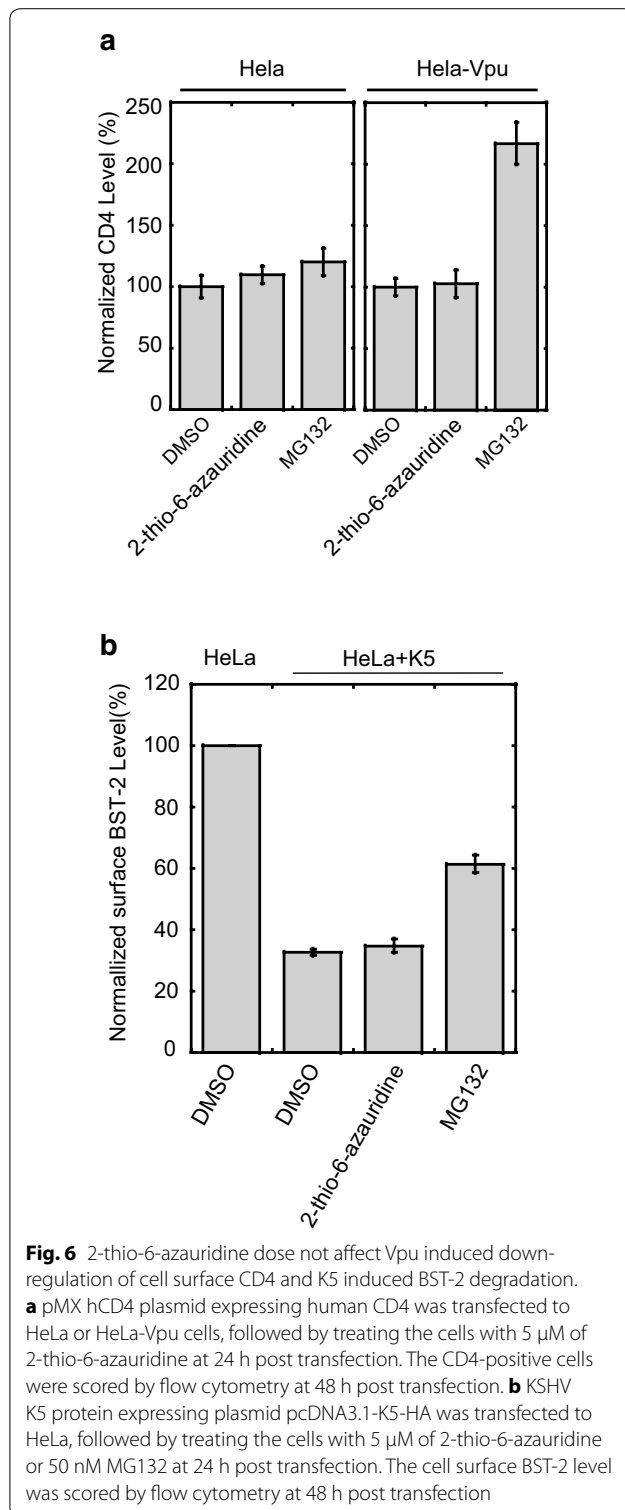 a
Hela
Hela-Vpu
Normalized CD4 Level (%)
250
200
150
100
50
0
DMSO
2-thio-6-azauridine
MG132
DMSO
2-thio-6-azauridine
MG132
b
HeLa
HeLa+K5
Normallized surface BST-2 Level(%)
120
100
80
60
40
20
0
DMSO
DMSO
2-thio-6-azauridine
MG132
Fig. 6 2-thio-6-azauridine dose not affect Vpu induced down-
regulation of cell surface CD4 and K5 induced BST-2 degradation.
a pMX hCD4 plasmid expressing human CD4 was transfected to
HeLa or HeLa-Vpu cells, followed by treating the cells with 5 μM of
2-thio-6-azauridine at 24 h post transfection. The CD4-positive cells
were scored by flow cytometry at 48 h post transfection. b KSHV
K5 protein expressing plasmid pcDNA3.1-K5-HA was transfected to
HeLa, followed by treating the cells with 5 μM of 2-thio-6-azauridine
or 50 nM MG132 at 24 h post transfection. The cell surface BST-2 level
was scored by flow cytometry at 48 h post transfection